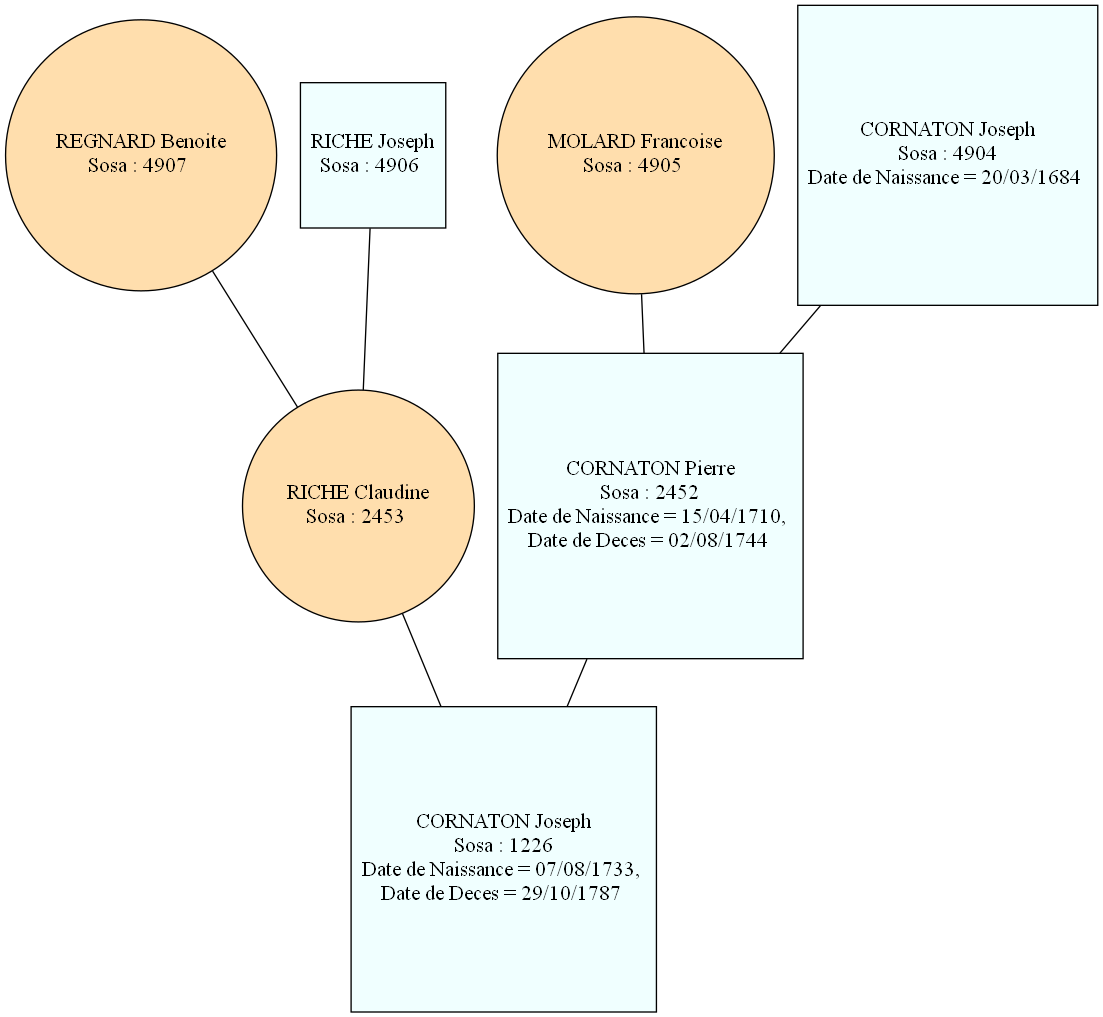 REGNARD Benoite
Sosa : 4907
RICHE Joseph
Sosa : 4906
MOLARD Francoise
Sosa : 4905
CORNATON Joseph
Sosa : 4904
Date de Naissance = 20/03/1684
RICHE Claudine
Sosa : 2453
CORNATON Pierre
Sosa : 2452
Date de Naissance = 15/04/1710,
Date de Deces = 02/08/1744
CORNATON Joseph
Sosa : 1226
Date de Naissance = 07/08/1733,
Date de Deces = 29/10/1787